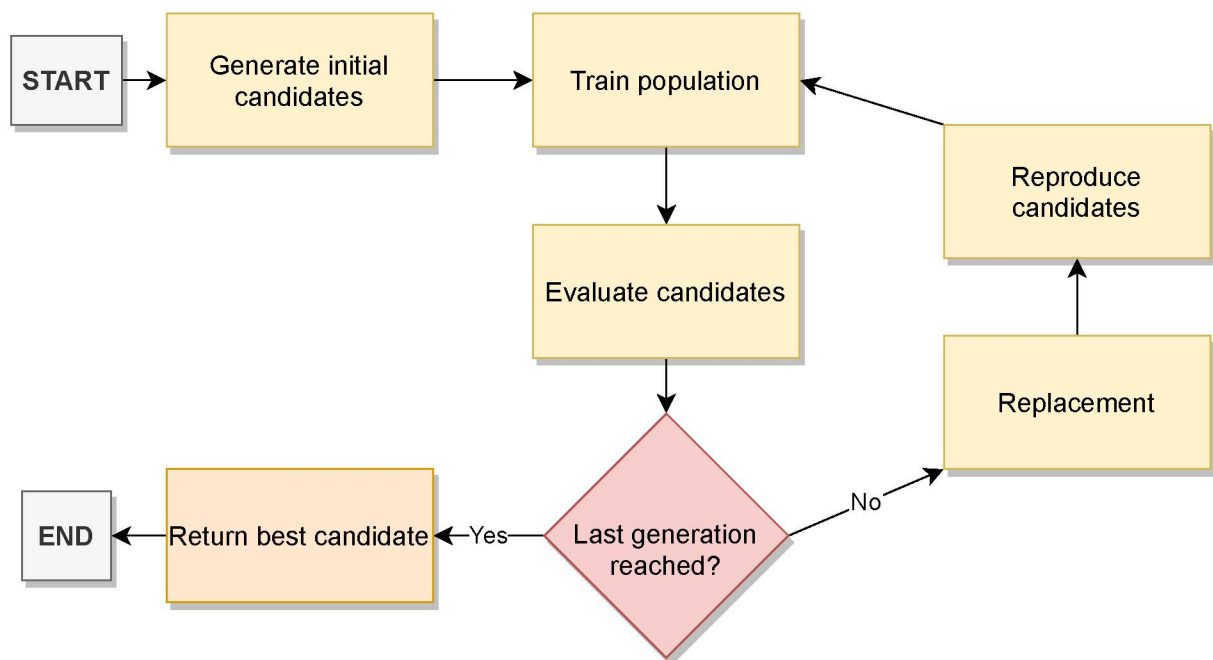 START
Generate initial
candidates
Train population
Reproduce
candidates
Evaluate candidates
Replacement
Last generation
reached?
No
Yes
Return best candidate
END